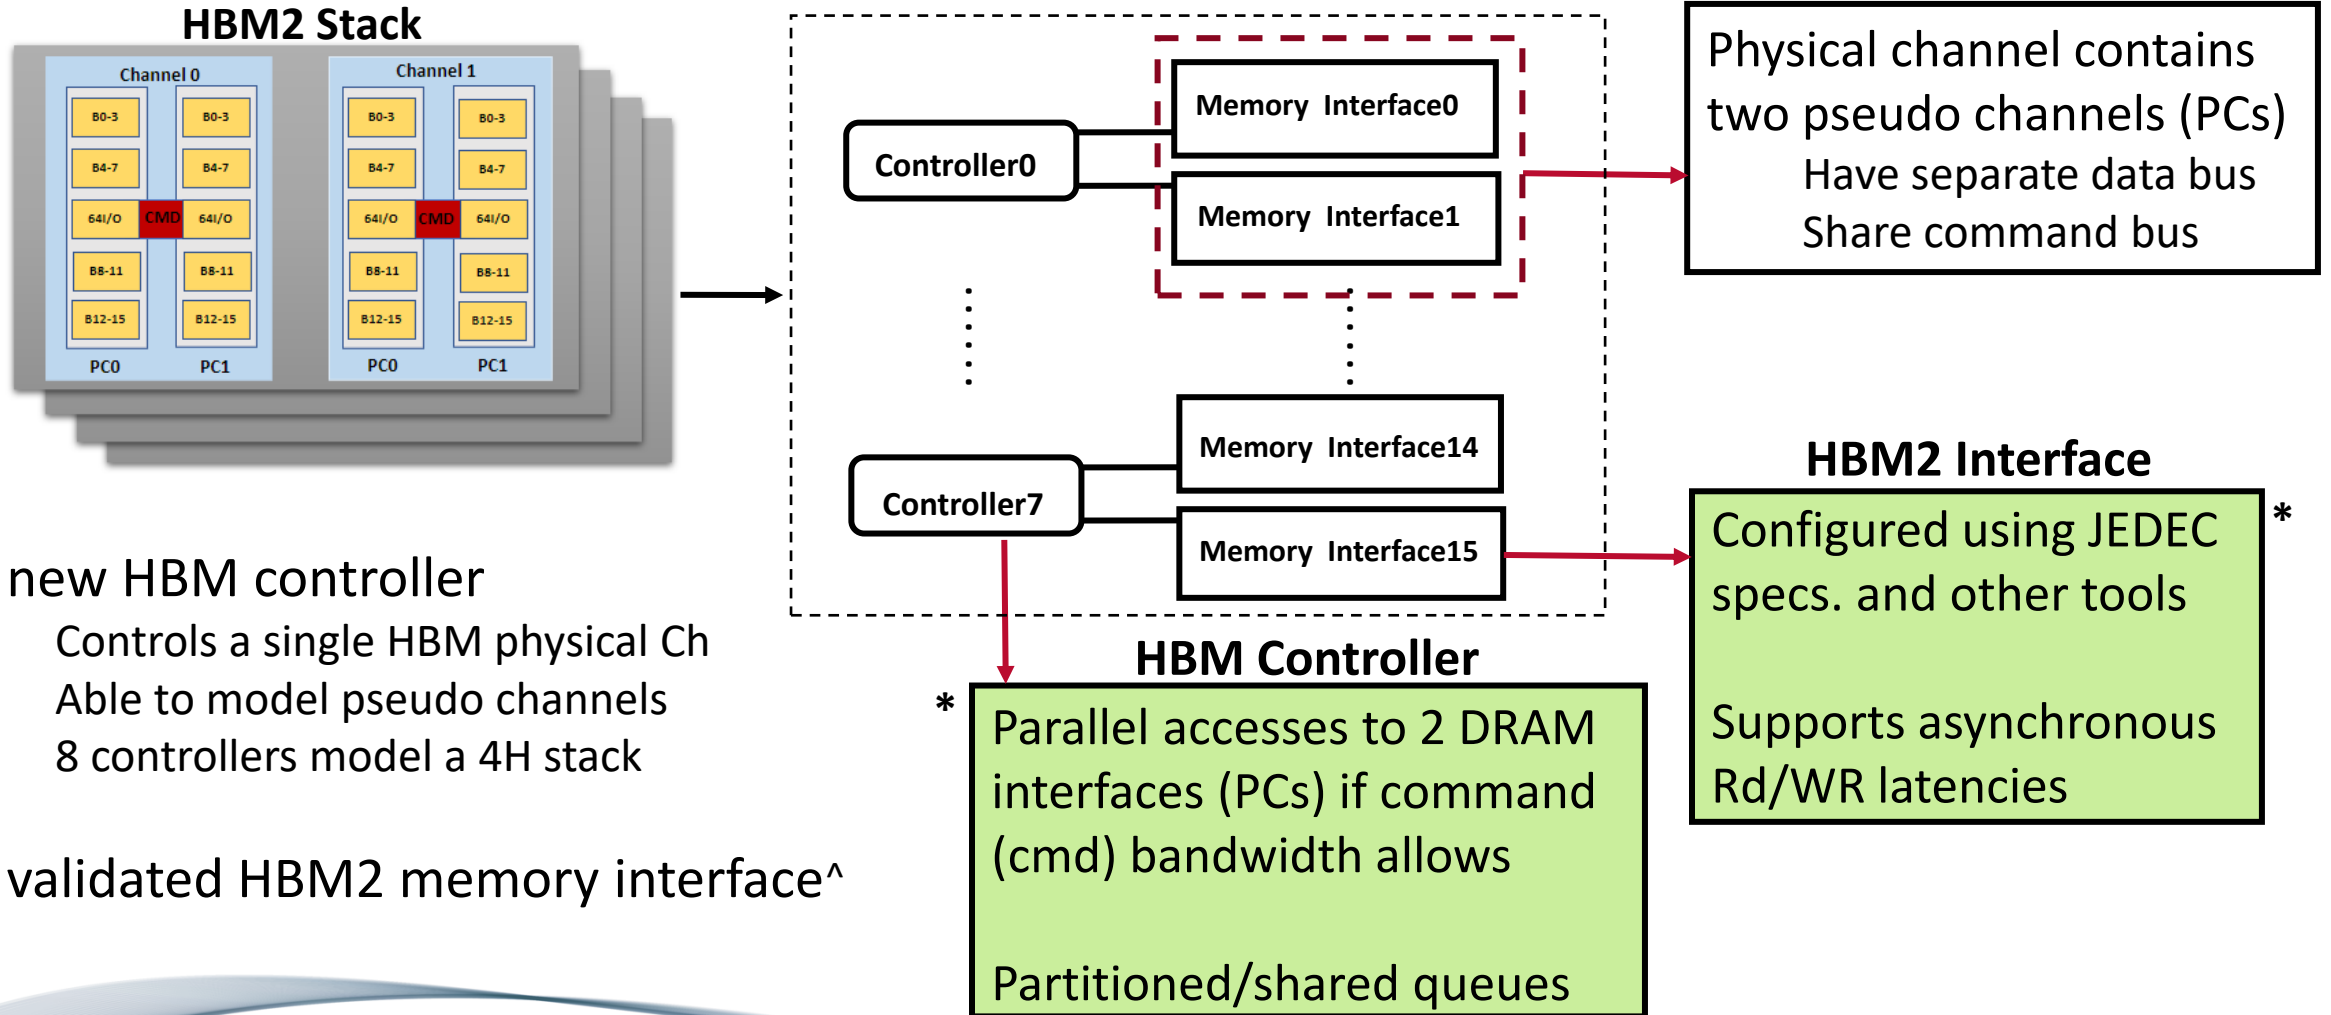 HBM2 Stack
Channel 0
Channel 1
B0-3
B0-3
B0-3
B0-3
B4-7
B4-7
B4-7
B4-7
64I/O
CMD
64I/O
64I/O
CMD
64I/O
B8-11
B8-11
B8-11
B8-11
B12-15
B12-15
B12-15
B12-15
PC0
PC1
PC0
PC1
Controller0
Memory Interface0
Memory Interface1
Controller7
Memory Interface14
Memory Interface15
Physical channel contains
two pseudo channels (PCs)
Have separate data bus
Share command bus
HBM2 Interface
*
Configured using JEDEC
specs. and other tools
Supports asynchronous
Rd/WR latencies
new HBM controller
Controls a single HBM physical Ch
Able to model pseudo channels
8 controllers model a 4H stack
validated HBM2 memory interface^
HBM Controller
*
Parallel accesses to 2 DRAM
interfaces (PCs) if command
(cmd) bandwidth allows
Partitioned/shared queues